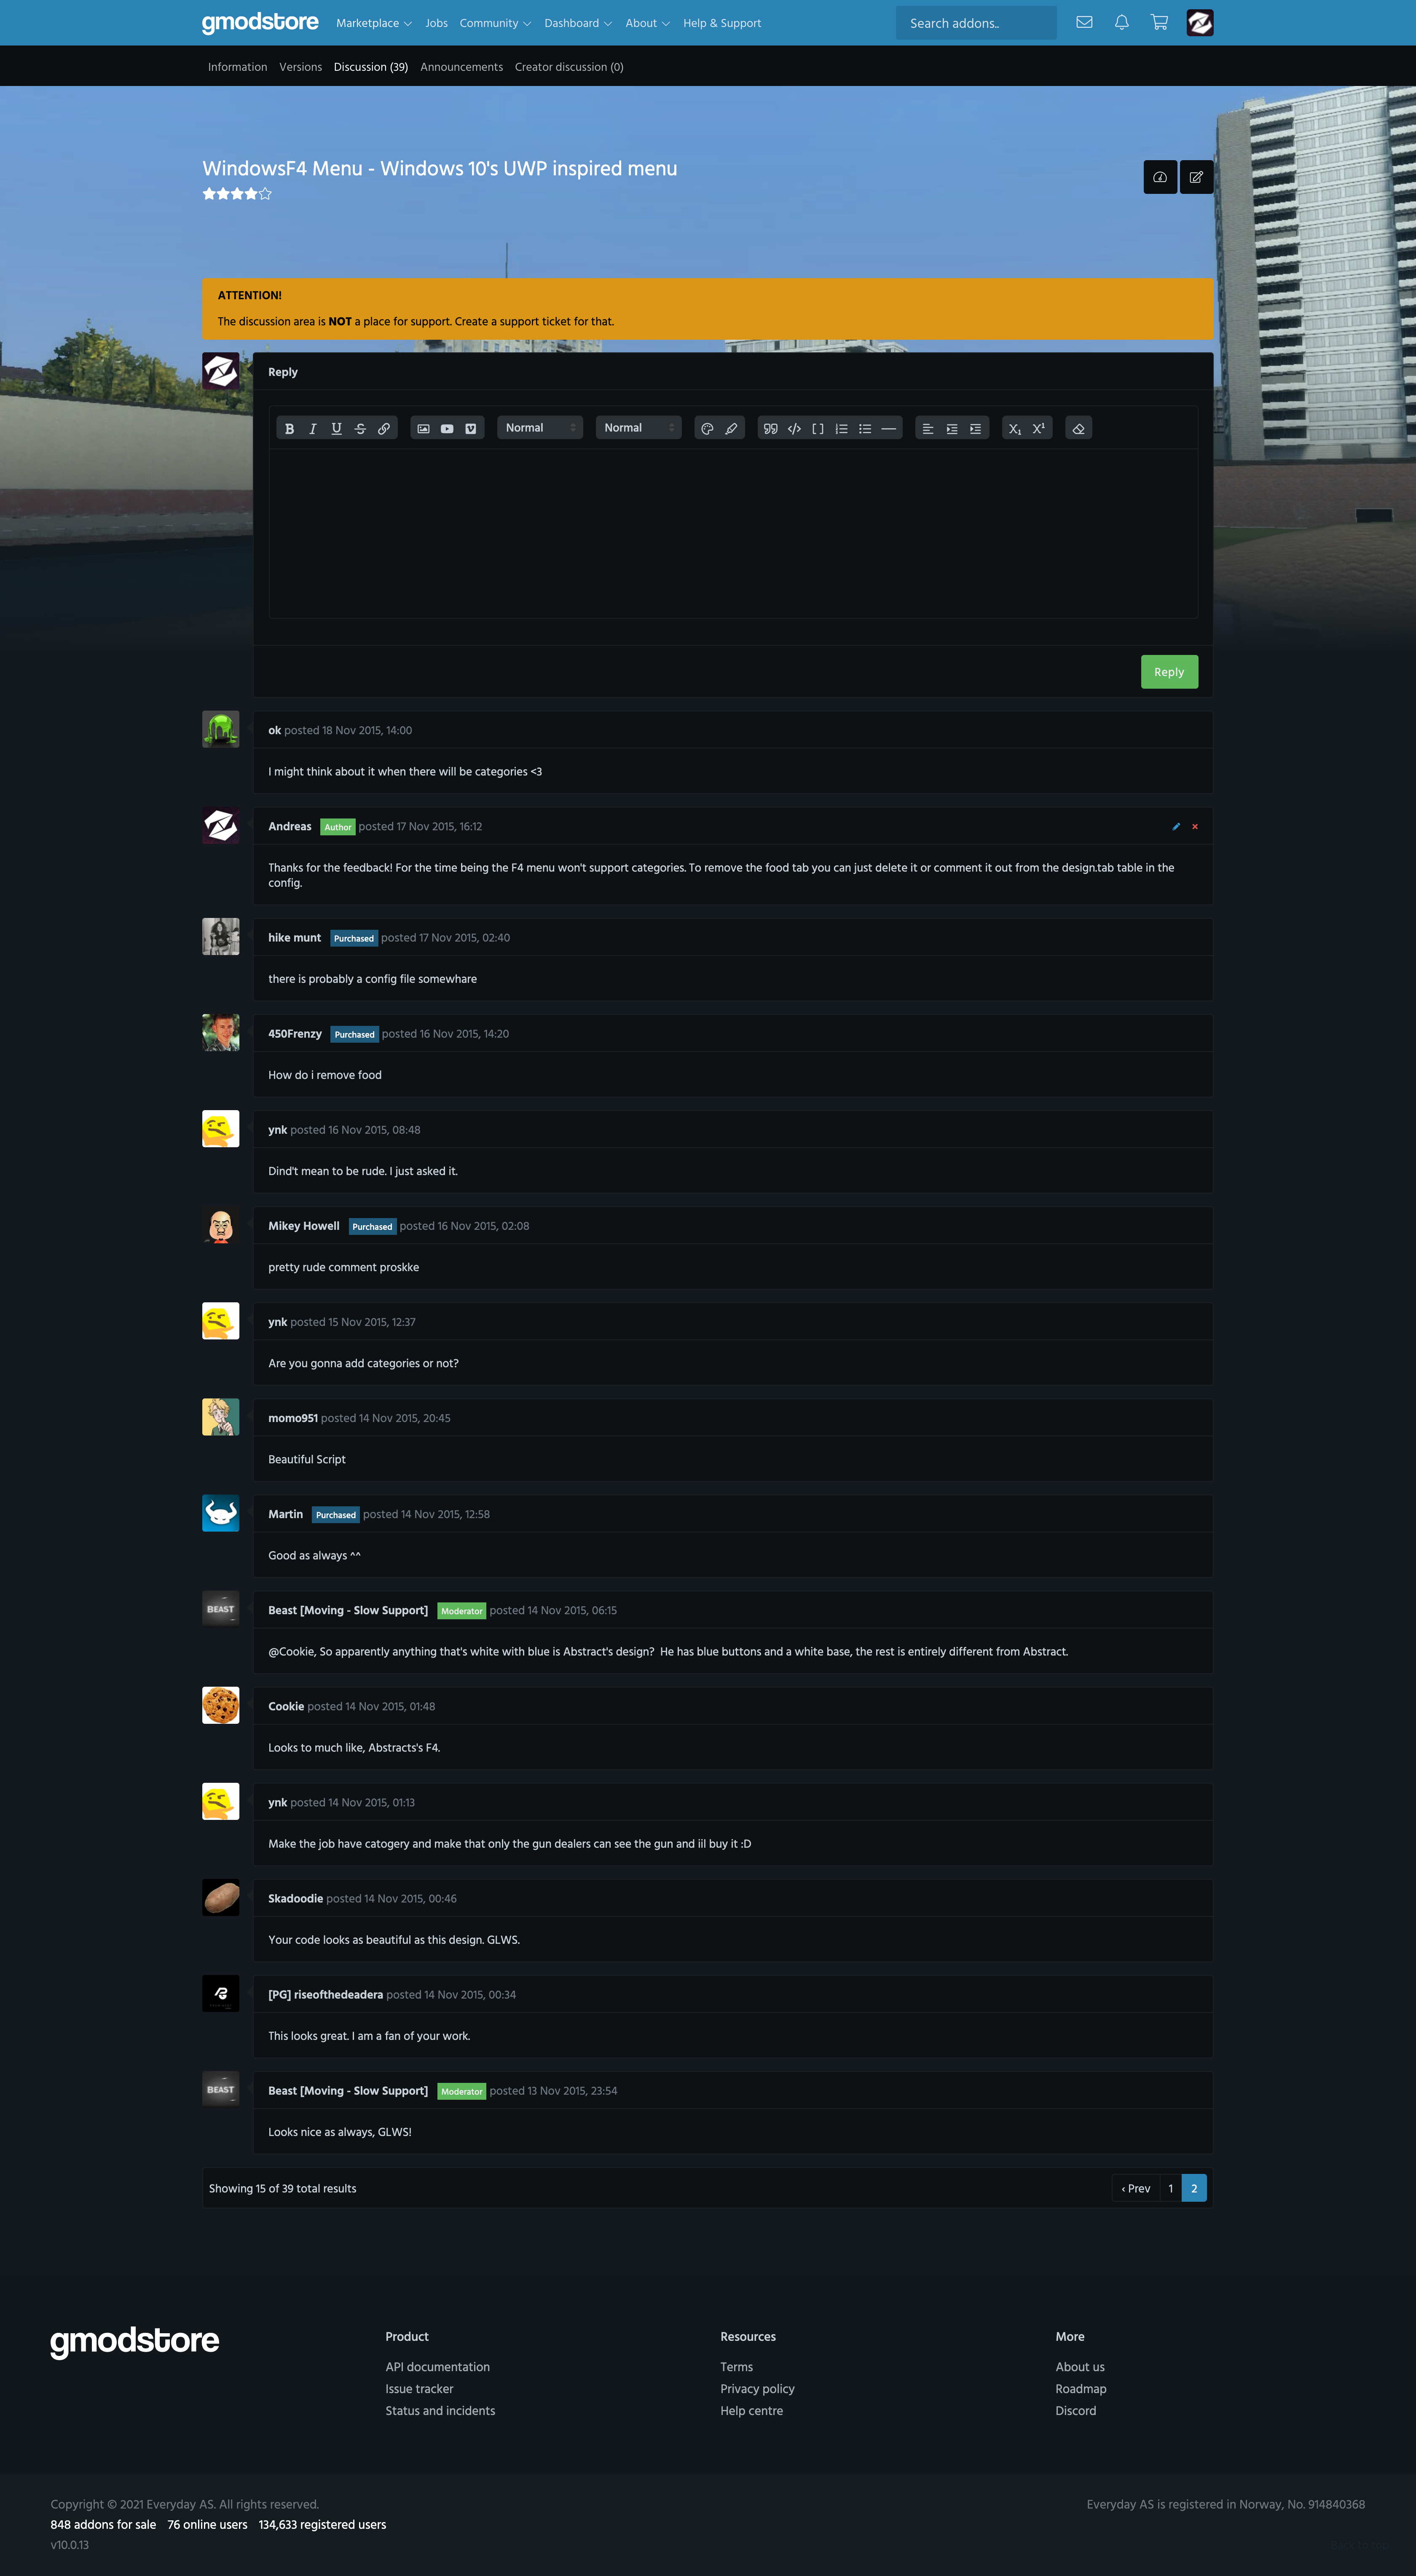 gmodstore Marketplace Jobs Community Dashboard About Help & Support Search addons..
Information Versions Discussion (39) Announcements Creator discussion (0)
WindowsF4 Menu - Windows 10's UWP inspired menu
ATTENTION!
The discussion area is NOT a place for support. Create a support ticket for that.
Reply
Normal Normal
Reply
ok posted 18 Nov 2015, 14:00
I might think about it when there will be categories <3
Andreas Author posted 17 Nov 2015, 16:12
Thanks for the feedback! For the time being the F4 menu won't support categories. To remove the food tab you can just delete it or comment it out from the design.tab table in the
config.
hike munt Purchased posted 17 Nov 2015, 02:40
there is probably a config file somewhare
450Frenzy Purchased posted 16 Nov 2015, 14:20
How do i remove food
ynk posted 16 Nov 2015, 08:48
Dind't mean to be rude. I just asked it.
Mikey Howell Purchased posted 16 Nov 2015, 02:08
pretty rude comment proskke
ynk posted 15 Nov 2015, 12:37
Are you gonna add categories or not?
momo951 posted 14 Nov 2015, 20:45
Beautiful Script
Martin Purchased posted 14 Nov 2015, 12:58
Good as always ^^
BEAST
Beast [Moving - Slow Support] Moderator posted 14 Nov 2015, 06:15
@Cookie, So apparently anything that's white with blue is Abstract's design? He has blue buttons and a white base, the rest is entirely different from Abstract.
Cookie posted 14 Nov 2015, 01:48
Looks to much like, Abstracts's F4.
ynk posted 14 Nov 2015, 01:13
Make the job have catogery and make that only the gun dealers can see the gun and iil buy it :D
Skadoodie posted 14 Nov 2015, 00:46
Your code looks as beautiful as this design. GLWS.
[PG] riseofthedeadera posted 14 Nov 2015, 00:34
This looks great. I am a fan of your work.
BEAST
Beast [Moving - Slow Support] Moderator posted 13 Nov 2015, 23:54
Looks nice as always, GLWS!
Showing 15 of 39 total results ‹ Prev 1 2
gmodstore
Product
API documentation
Issue tracker
Status and incidents
Resources
Terms
Privacy policy
Help centre
More
About us
Roadmap
Discord
Copyright © 2021 Everyday AS. All rights reserved.
848 addons for sale 76 online users 134,633 registered users
v10.0.13
Everyday AS is registered in Norway, No. 914840368